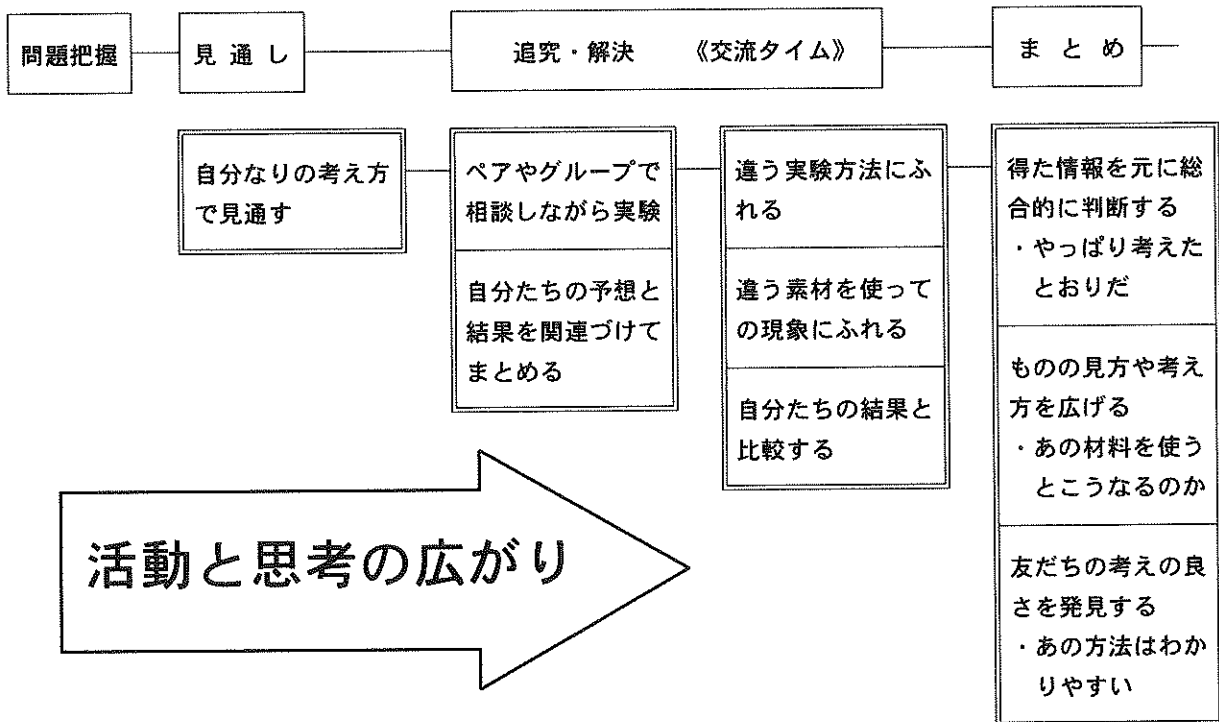 問題把握
見通し
追究・解決 《交流タイム》
まとめ
自分なりの考え方
で見通す
ペアやグループで
相談しながら実験
自分たちの予想と
結果を関連づけて
まとめる
違う実験方法にふ
れる
違う素材を使って
の現象にふれる
自分たちの結果と
比較する
得た情報を元に総
合的に判断する
・やっぱり考えた
とおりだ
ものの見方や考え
方を広げる
・あの材料を使う
とこうなるのか
友だちの考えの良
さを発見する
・あの方法はわか
りやすい
活動と思考の広がり